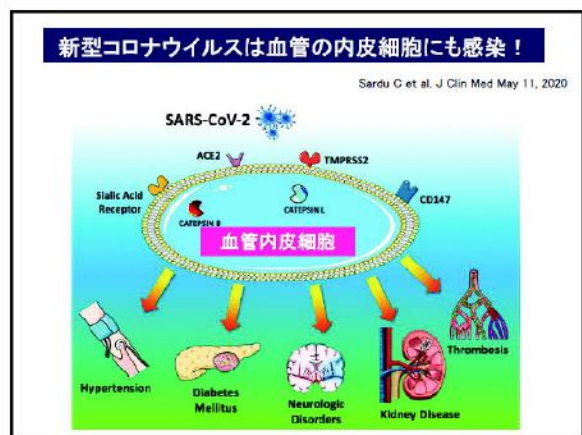 新型コロナウイルスは血管の内皮細胞にも感染！
Sardu C et al. J Clin Med May 11, 2020
SARS-CoV-2
ACE2
TMPRSS2
Sialic Acid
Receptor
CD147
CATEPSIN B
CATEPSIN L
血管内皮細胞
Hypertension
Diabetes
Mellitus
Neurologic
Disorders
Kidney Disease
Thrombosis